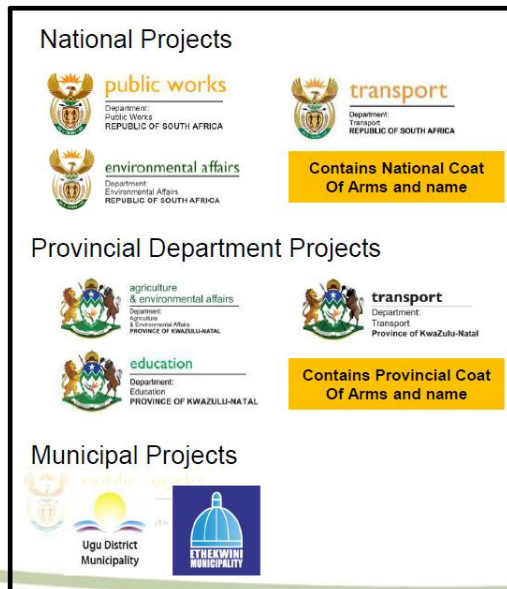 National Projects
public works
Department:
Public Works
REPUBLIC OF SOUTH AFRICA
transport
Department:
Transport
REPUBLIC OF SOUTH AFRICA
environmental affairs
Department:
Environmental Affairs
REPUBLIC OF SOUTH AFRICA
Contains National Coat
Of Arms and name
Provincial Department Projects
agriculture
& environmental affairs
Department:
Agriculture
& Environmental Affairs
PROVINCE OF KWAZULU-NATAL
transport
Department:
Transport
Province of KwaZulu-Natal
education
Department:
Education
PROVINCE OF KWAZULU-NATAL
Contains Provincial Coat
Of Arms and name
Municipal Projects
public works
Ugu District
Municipality
ETHEKWINI
MUNICIPALITY